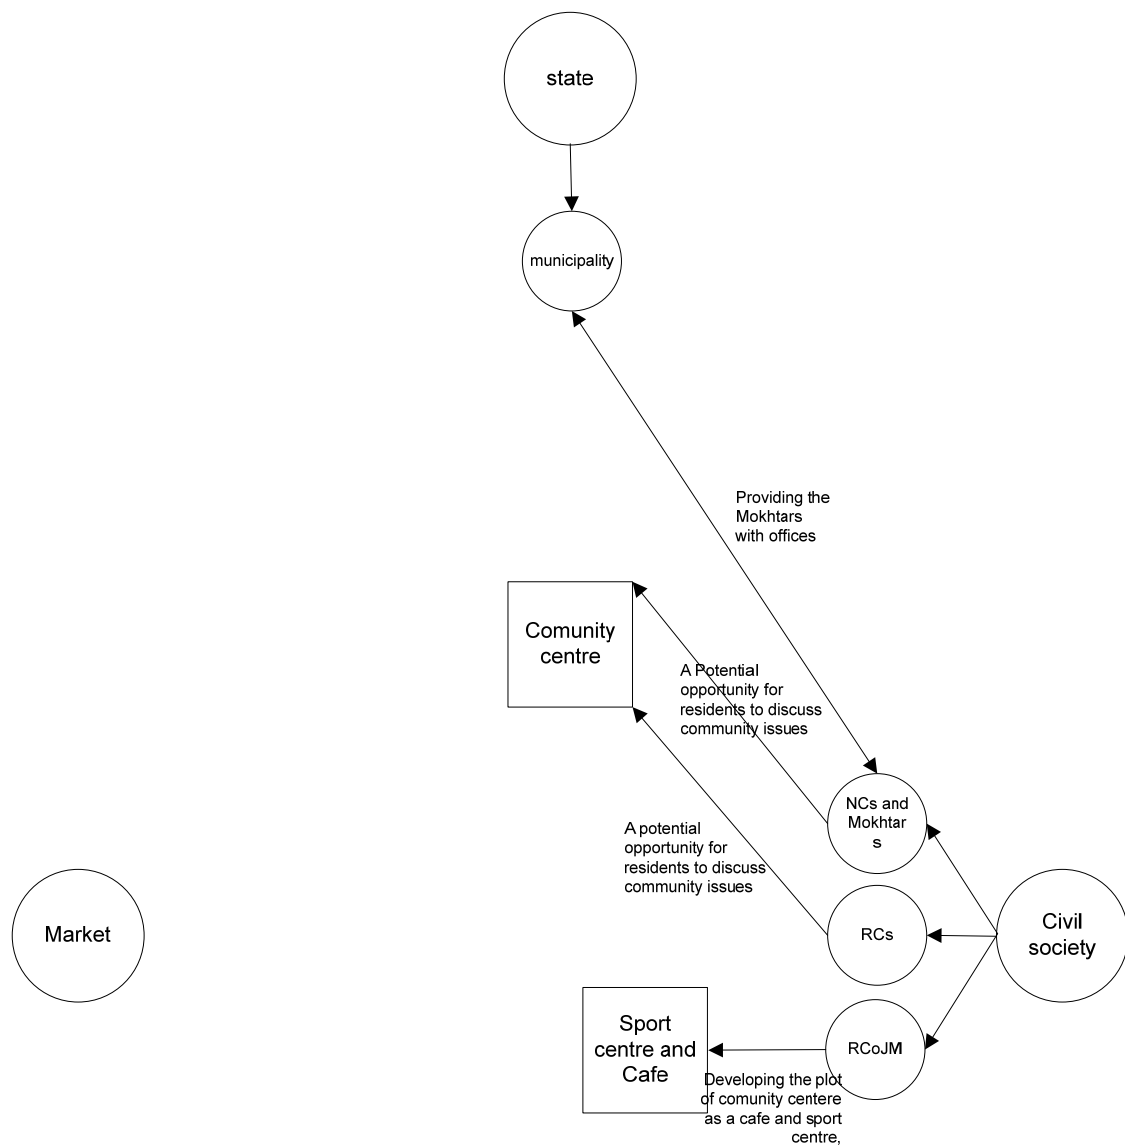 state
municipality
Providing the
Mokhtars
with offices
Comunity
centre
A Potential
opportunity for
residents to discuss
community issues
NCs and
Mokhtar
s
A potential
opportunity for
residents to discuss
community issues
Market
RCs
Civil
society
Sport
centre and
Cafe
RCoJM
Developing the plot
of comunity centere
as a cafe and sport
centre,